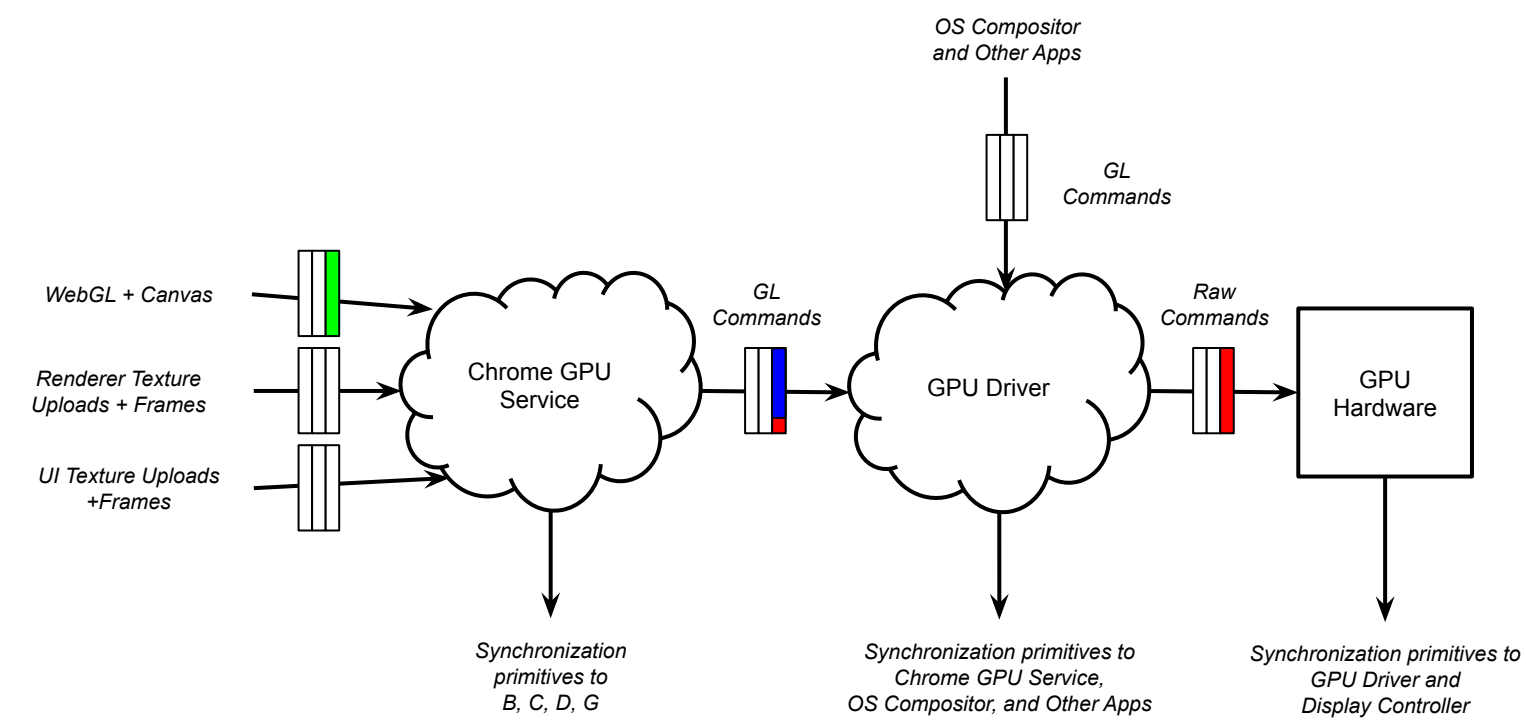 OS Compositor
and Other Apps
GL
Commands
WebGL + Canvas
Renderer Texture
Uploads + Frames
UI Texture Uploads
+Frames
Chrome GPU
Service
GL
Commands
GPU Driver
Raw
Commands
GPU
Hardware
Synchronization
primitives to
B, C, D, G
Synchronization primitives to
Chrome GPU Service,
OS Compositor, and Other Apps
Synchronization primitives to
GPU Driver and
Display Controller